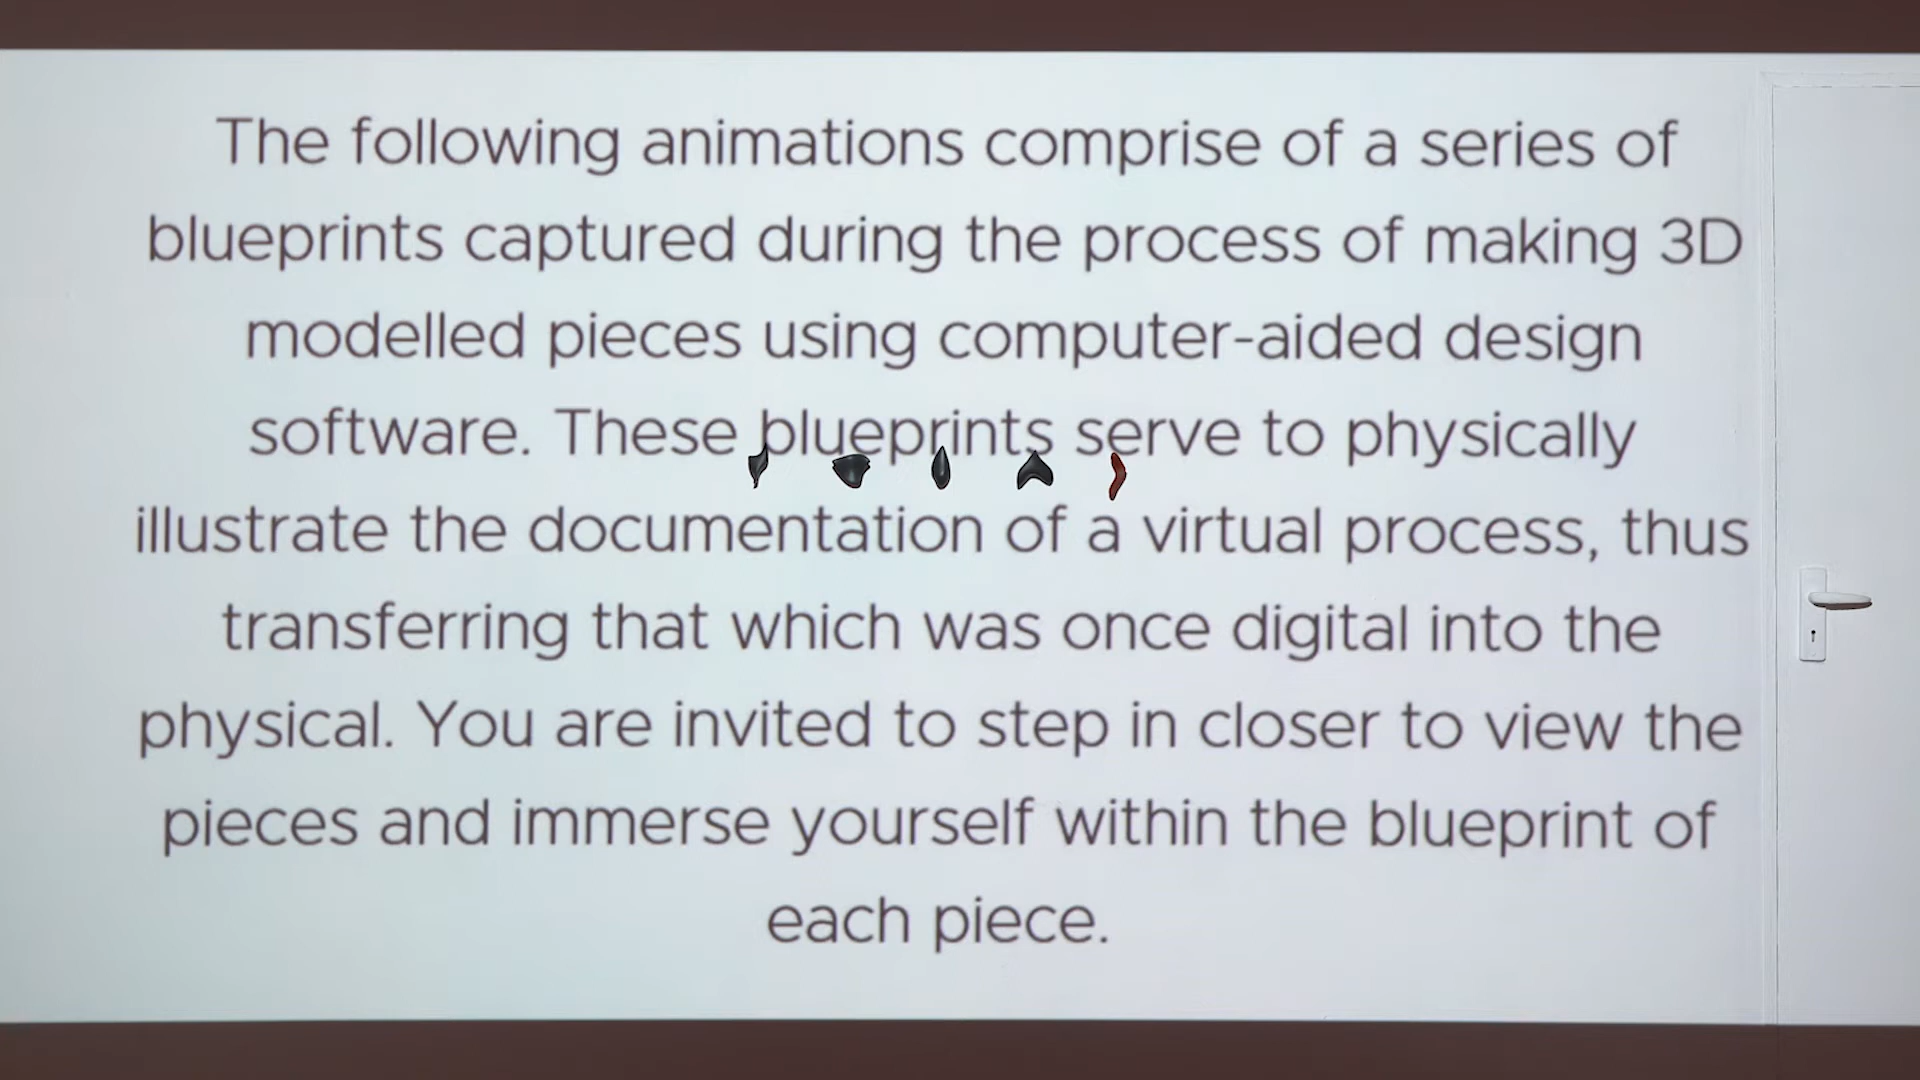 The following animations comprise of a series of
blueprints captured during the process of making 3D
modelled pieces using computer-aided design
software. These blueprints serve to physically
illustrate the documentation of a virtual process, thus
transferring that which was once digital into the
physical. You are invited to step in closer to view the
pieces and immerse yourself within the blueprint of
each piece.